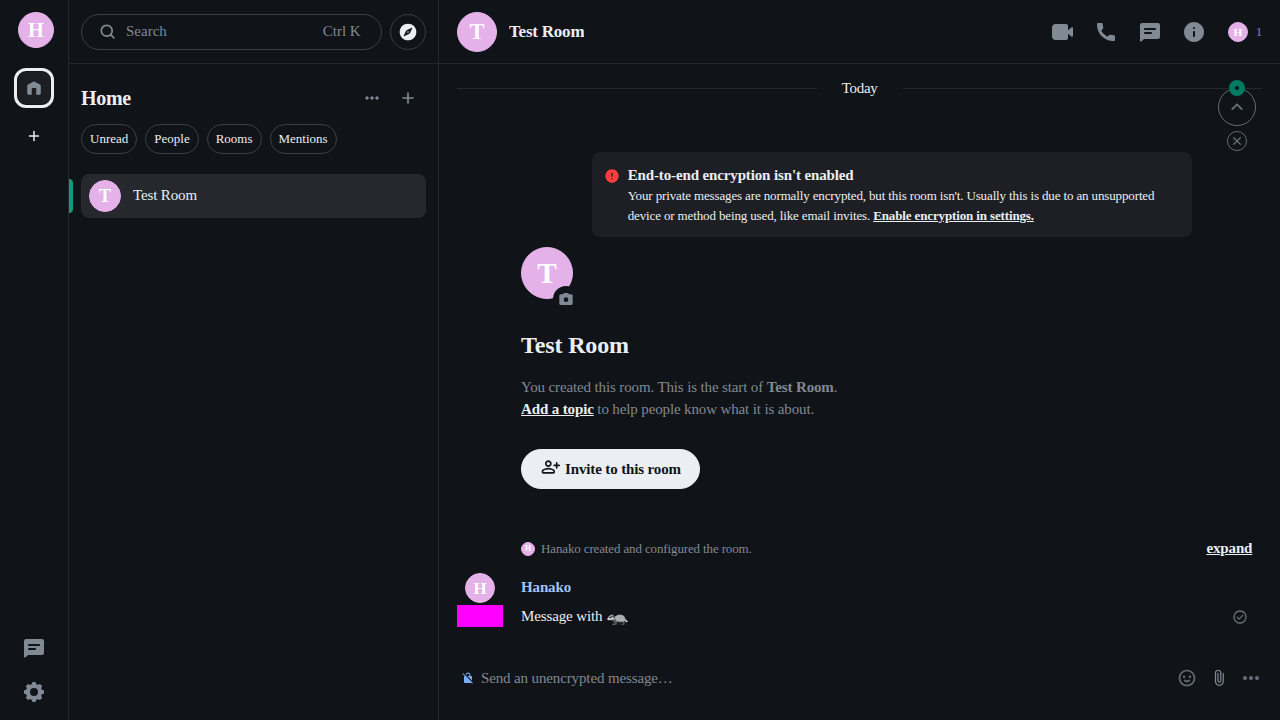 H
Search Ctrl K
T Test Room
H 1
Home
Today
Unread People Rooms Mentions
T Test Room
End-to-end encryption isn't enabled
Your private messages are normally encrypted, but this room isn't. Usually this is due to an unsupported
device or method being used, like email invites. Enable encryption in settings.
T
Test Room
You created this room. This is the start of Test Room.
Add a topic to help people know what it is about.
Invite to this room
H Hanako created and configured the room. expand
H Hanako
Message with 🦡
Send an unencrypted message…